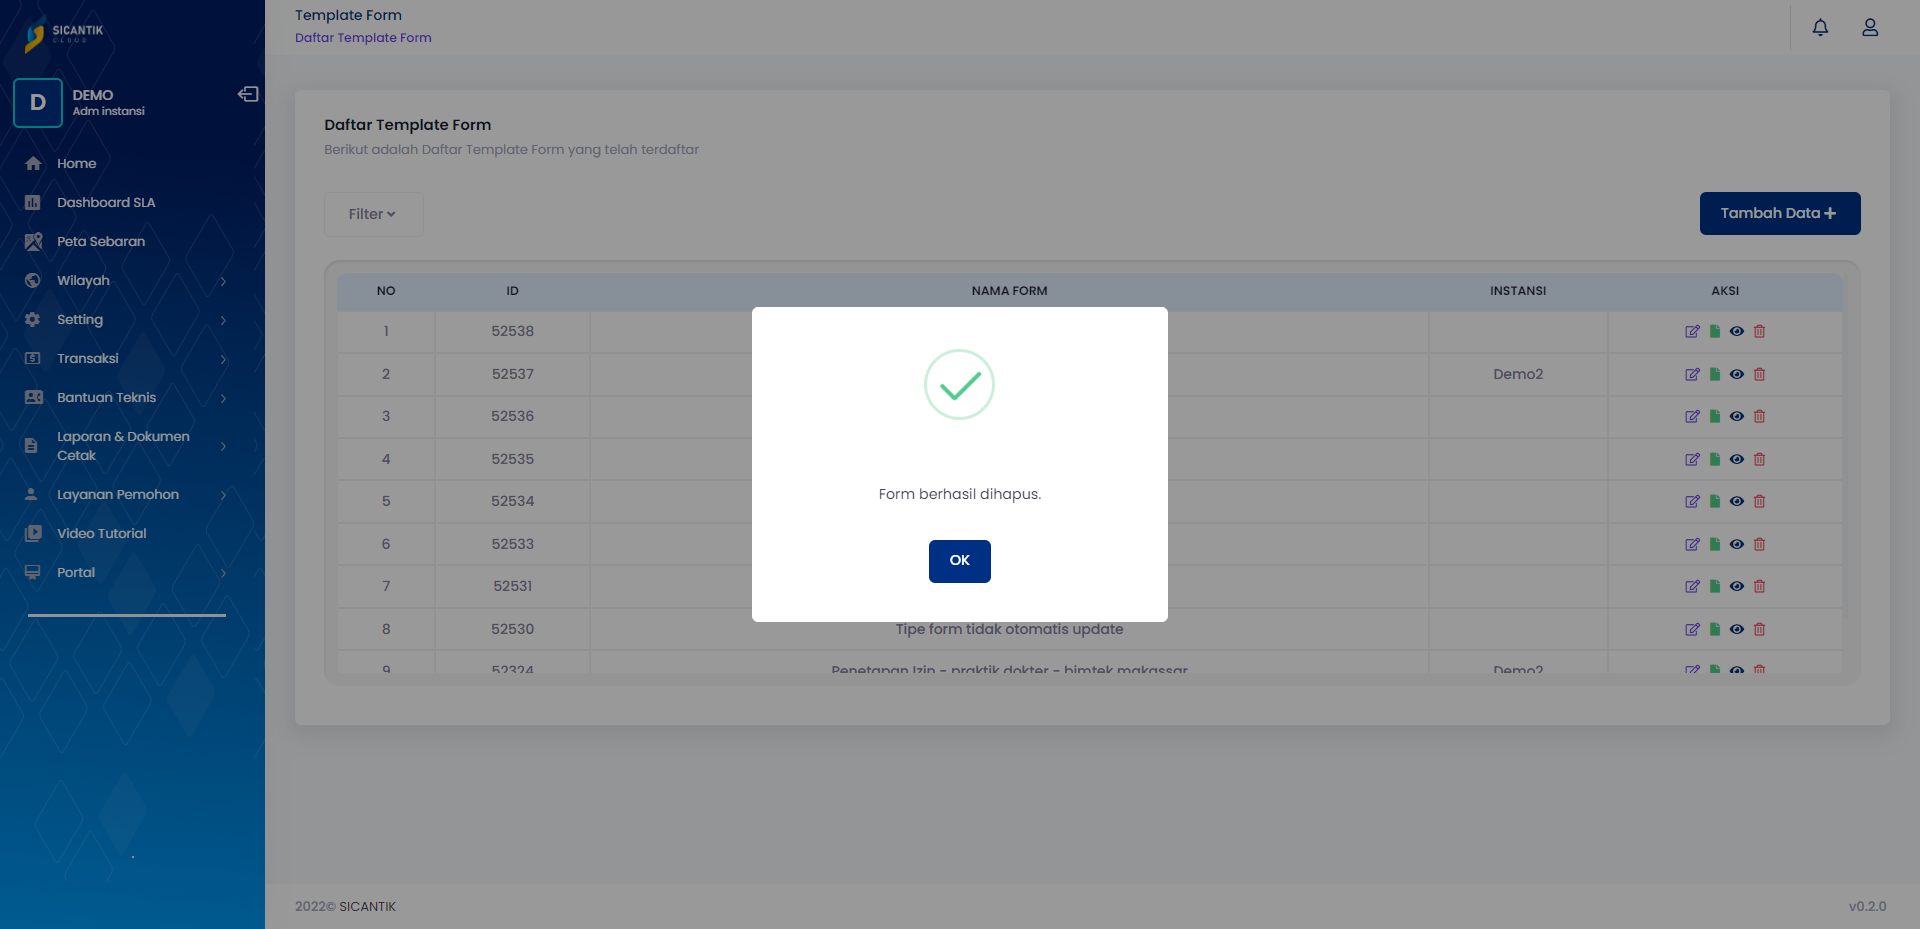 SICANTIK
CLOUD
Template Form
Daftar Template Form
D
DEMO
Adm instansi
Home
Dashboard SLA
Peta Sebaran
Wilayah
Setting
Transaksi
Bantuan Teknis
Laporan & Dokumen
Cetak
Layanan Pemohon
Video Tutorial
Portal
Daftar Template Form
Berikut adalah Daftar Template Form yang telah terdaftar
Filter
Tambah Data +
NO ID NAMA FORM INSTANSI AKSI
1 52538
2 52537 Demo2
3 52536
4 52535
5 52534
6 52533
7 52531
8 52530 Tipe form tidak otomatis update
9 52324 Penetapan Izin - praktik dokter - bimtek makassar Demo2
Form berhasil dihapus.
OK
2022© SICANTIK
v0.2.0